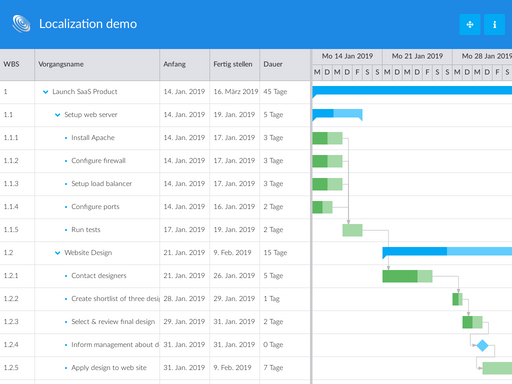 Localization demo
WBS Vorgangsname Anfang Fertig stellen Dauer
Mo 14 Jan 2019 Mo 21 Jan 2019 Mo 28 Jan 2019
M D M D F S S M D M D F S S M D M D F S
1 Launch SaaS Product 14. Jan. 2019 16. März 2019 45 Tage
1.1 Setup web server 14. Jan. 2019 19. Jan. 2019 5 Tage
1.1.1 Install Apache 14. Jan. 2019 17. Jan. 2019 3 Tage
1.1.2 Configure firewall 14. Jan. 2019 17. Jan. 2019 3 Tage
1.1.3 Setup load balancer 14. Jan. 2019 17. Jan. 2019 3 Tage
1.1.4 Configure ports 14. Jan. 2019 16. Jan. 2019 2 Tage
1.1.5 Run tests 17. Jan. 2019 19. Jan. 2019 2 Tage
1.2 Website Design 21. Jan. 2019 9. Feb. 2019 15 Tage
1.2.1 Contact designers 21. Jan. 2019 26. Jan. 2019 5 Tage
1.2.2 Create shortlist of three desig 28. Jan. 2019 29. Jan. 2019 1 Tag
1.2.3 Select & review final design 29. Jan. 2019 31. Jan. 2019 2 Tage
1.2.4 Inform management about d 31. Jan. 2019 31. Jan. 2019 0 Tage
1.2.5 Apply design to web site 31. Jan. 2019 9. Feb. 2019 7 Tage